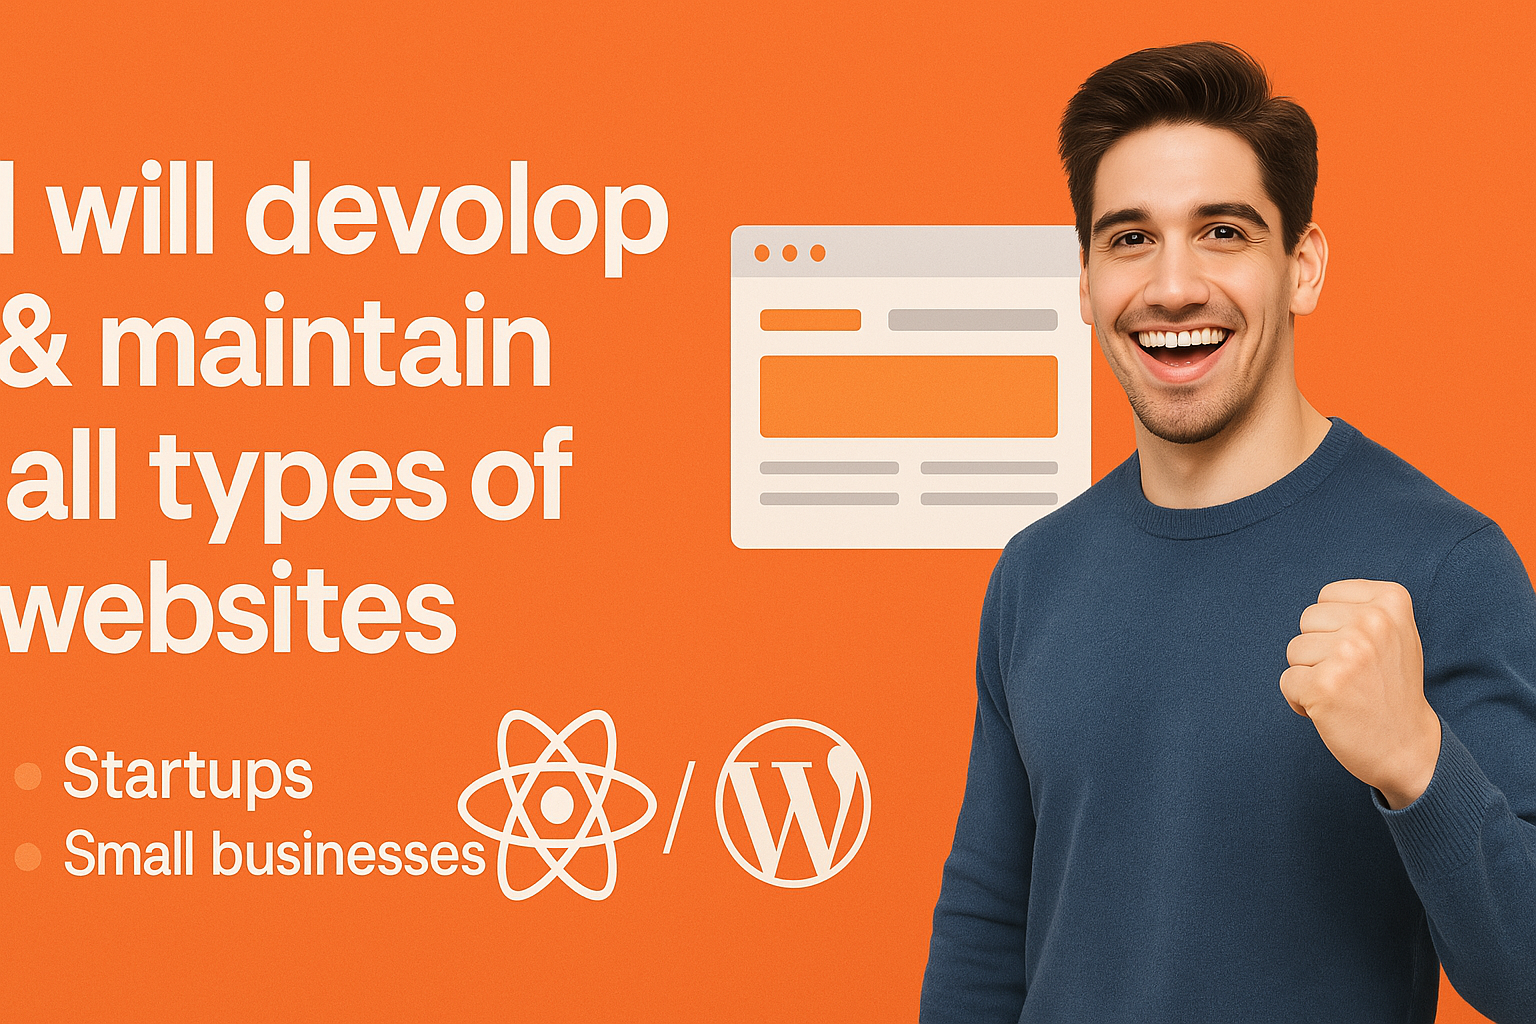 I will devolop
& maintain
all types of
websites
Startups
Small businesses